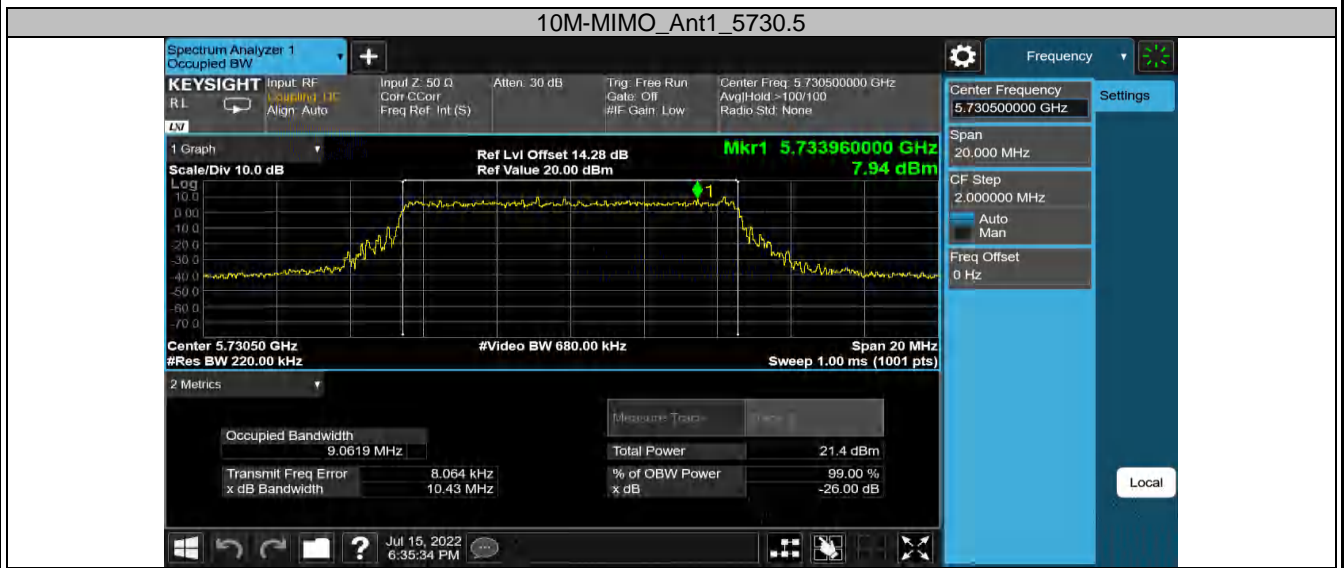 10M-MIMO_Ant1_5730.5
Spectrum Analyzer 1
Occupied BW
Frequency
KEYSIGHT
RL
LXI
Input: RF
Coupling: DC
Align: Auto
Input Z: 50 Ω
Corr CCorr
Freq Ref: Int (S)
Atten: 30 dB
Trig: Free Run
Gate: Off
#IF Gain: Low
Center Freq: 5.730500000 GHz
Avg|Hold:>100/100
Radio Std: None
Center Frequency
5.730500000 GHz
Settings
Span
20.000 MHz
CF Step
2.000000 MHz
Auto
Man
Freq Offset
0 Hz
1 Graph
Scale/Div 10.0 dB
Ref Lvl Offset 14.28 dB
Ref Value 20.00 dBm
Mkr1 5.733960000 GHz
7.94 dBm
Log
10.0
0.00
-10.0
-20.0
-30.0
-40.0
-50.0
-60.0
-70.0
1
Center 5.73050 GHz
#Video BW 680.00 kHz
Span 20 MHz
#Res BW 220.00 kHz
Sweep 1.00 ms (1001 pts)
2 Metrics
Measure Trace
Occupied Bandwidth
9.0619 MHz
Total Power 21.4 dBm
Transmit Freq Error 8.064 kHz
% of OBW Power 99.00 %
x dB Bandwidth 10.43 MHz
x dB -26.00 dB
Local
?
Jul 15, 2022
6:35:34 PM